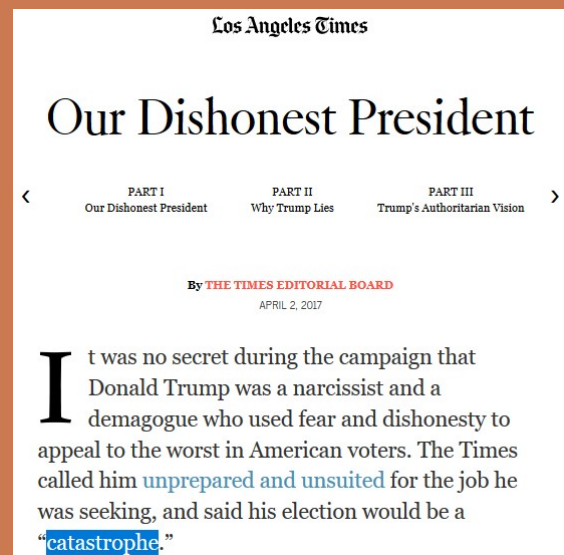 Los Angeles Times
Our Dishonest President
‹ PART I PART II PART III ›
Our Dishonest President Why Trump Lies Trump's Authoritarian Vision
By THE TIMES EDITORIAL BOARD
APRIL 2, 2017
It was no secret during the campaign that
Donald Trump was a narcissist and a
demagogue who used fear and dishonesty to
appeal to the worst in American voters. The Times
called him unprepared and unsuited for the job he
was seeking, and said his election would be a
“catastrophe.”